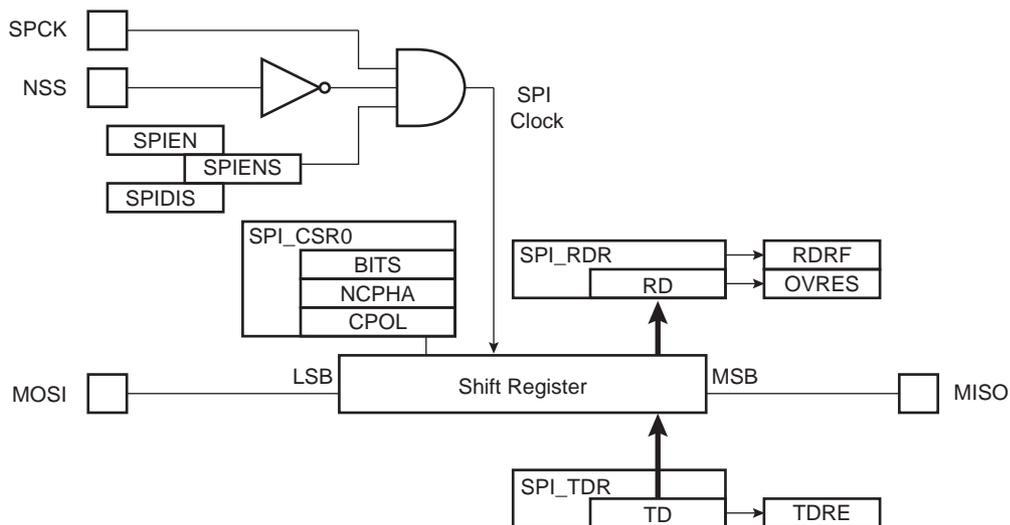 SPCK
NSS
SPI
Clock
SPIEN
SPIENS
SPIDIS
SPI_CSR0
BITS
NCPHA
CPOL
SPI_RDR
RD
RDRF
OVRES
MOSI
LSB
Shift Register
MSB
MISO
SPI_TDR
TD
TDRE